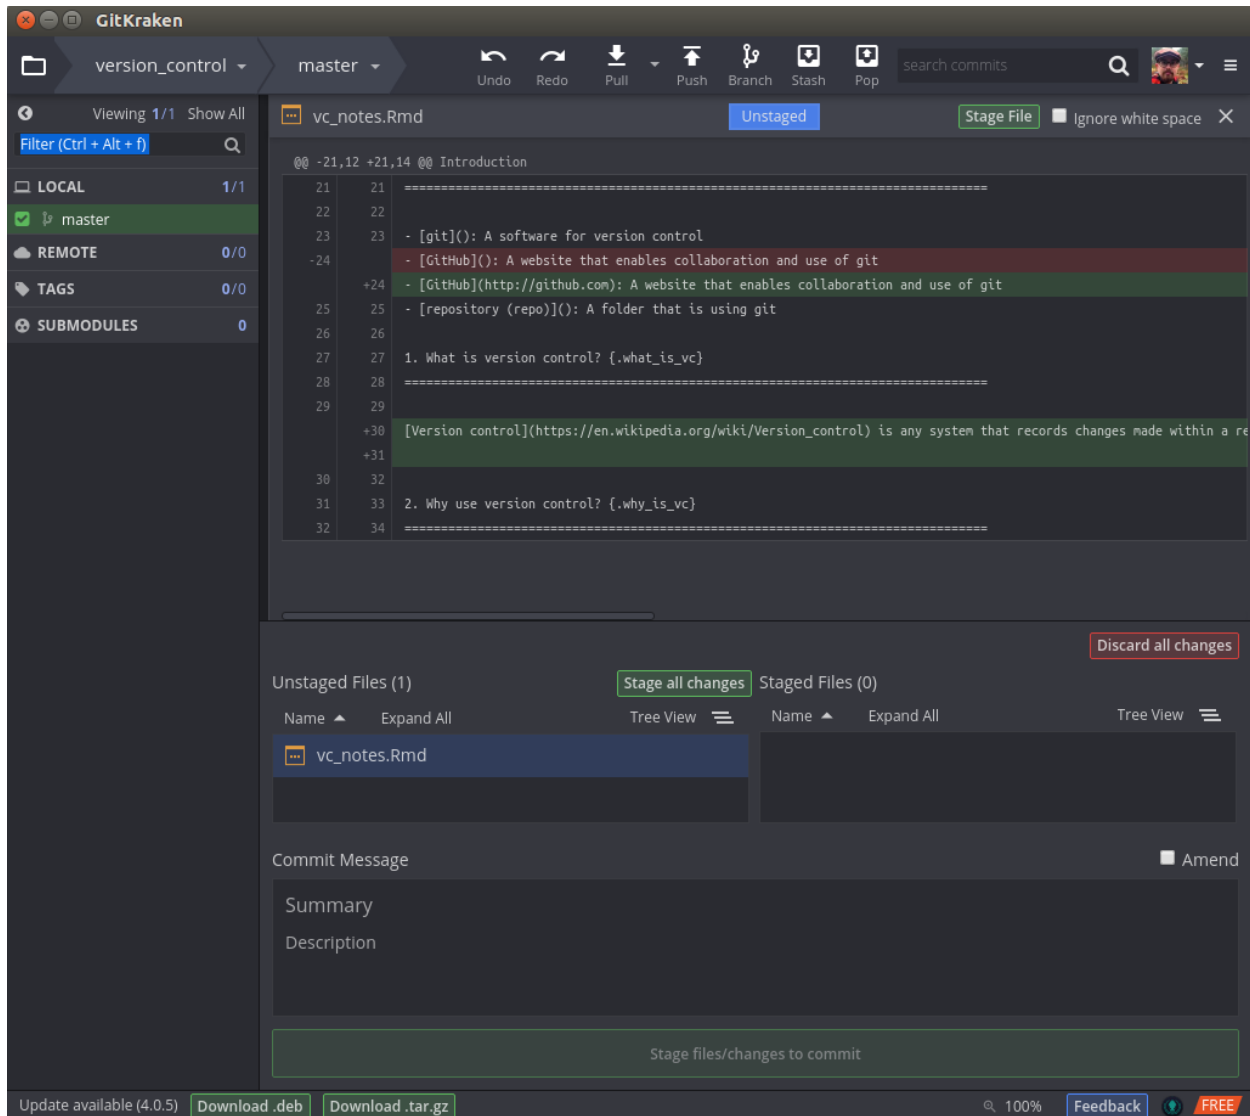 GitKraken
version_control master Undo Redo Pull Push Branch Stash Pop search commits
Viewing 1/1 Show All
Filter (Ctrl + Alt + f)
LOCAL 1/1
master
REMOTE 0/0
TAGS 0/0
SUBMODULES 0
vc_notes.Rmd Unstaged Stage File Ignore white space
@@ -21,12 +21,14 @@ Introduction
21 21 ================================================================================
22 22
23 23 - [git](): A software for version control
-24 - [GitHub](): A website that enables collaboration and use of git
+24 - [GitHub](http://github.com): A website that enables collaboration and use of git
25 25 - [repository (repo)](): A folder that is using git
26 26
27 27 1. What is version control? {.what_is_vc}
28 28 ================================================================================
29 29
+30 [Version control](https://en.wikipedia.org/wiki/Version_control) is any system that records changes made within a re
+31
30 32
31 33 2. Why use version control? {.why_is_vc}
32 34 ================================================================================
Discard all changes
Unstaged Files (1) Stage all changes Staged Files (0)
Name Expand All Tree View Name Expand All Tree View
vc_notes.Rmd
Commit Message Amend
Summary
Description
Stage files/changes to commit
Update available (4.0.5) Download .deb Download .tar.gz 100% Feedback FREE